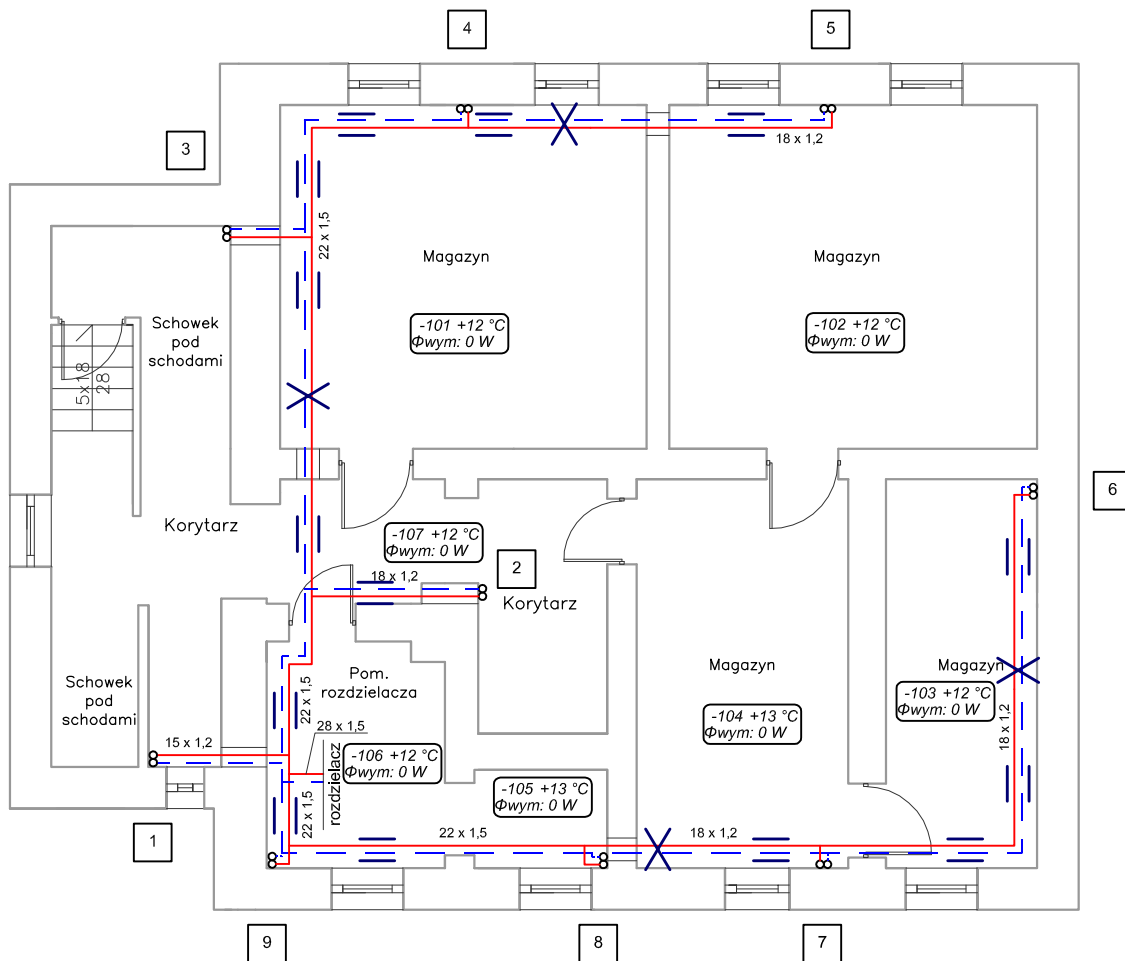 4
5
3
18 x 1,2
22 x 1,5
Magazyn
Magazyn
Schowek
pod
schodami
-101 +12 °C
Φwym: 0 W
-102 +12 °C
Φwym: 0 W
5x18
28
6
Korytarz
-107 +12 °C
Φwym: 0 W
18 x 1,2
2
Korytarz
Schowek
pod
schodami
Pom.
rozdzielacza
22 x 1,5
Magazyn
Magazyn
-103 +12 °C
Φwym: 0 W
-104 +13 °C
Φwym: 0 W
18 x 1,2
28 x 1,5
15 x 1,2
-106 +12 °C
Φwym: 0 W
rozdzielacz
22 x 1,5
-105 +13 °C
Φwym: 0 W
1
22 x 1,5
18 x 1,2
9
8
7